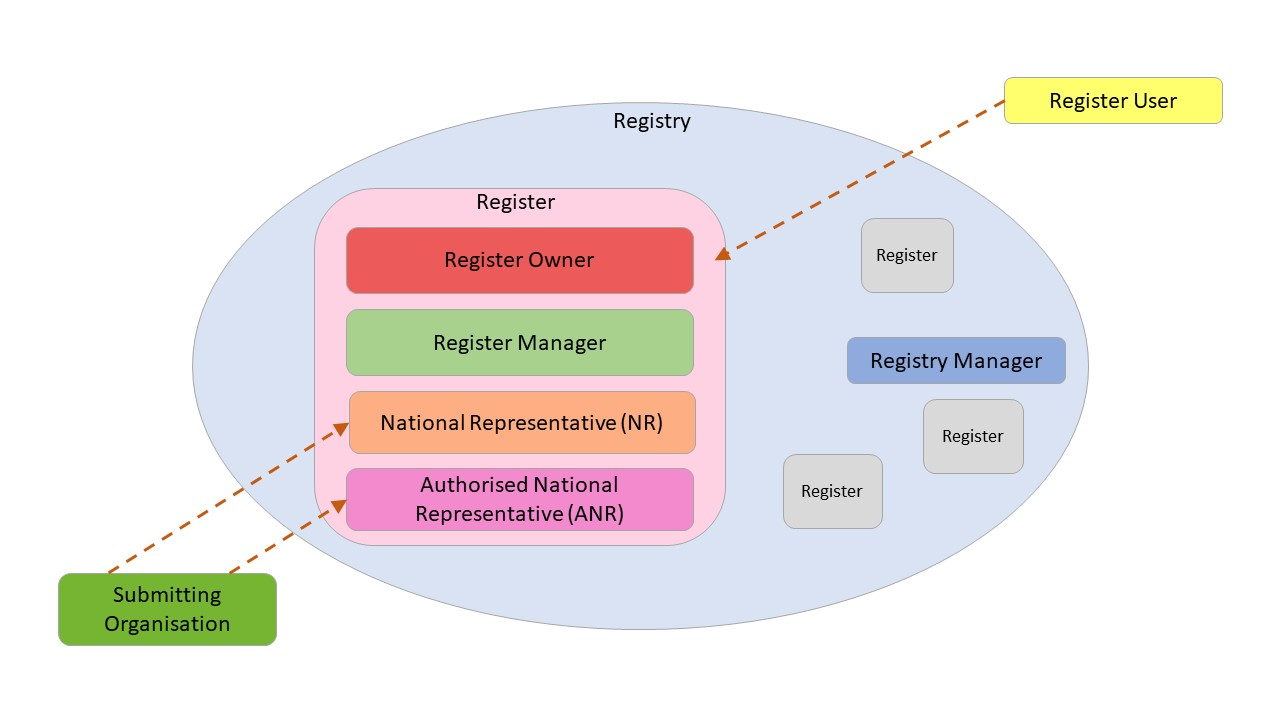 Register User
Registry
Register
Register Owner
Register
Register Manager
Registry Manager
National Representative (NR)
Register
Authorised National
Representative (ANR)
Register
Submitting
Organisation